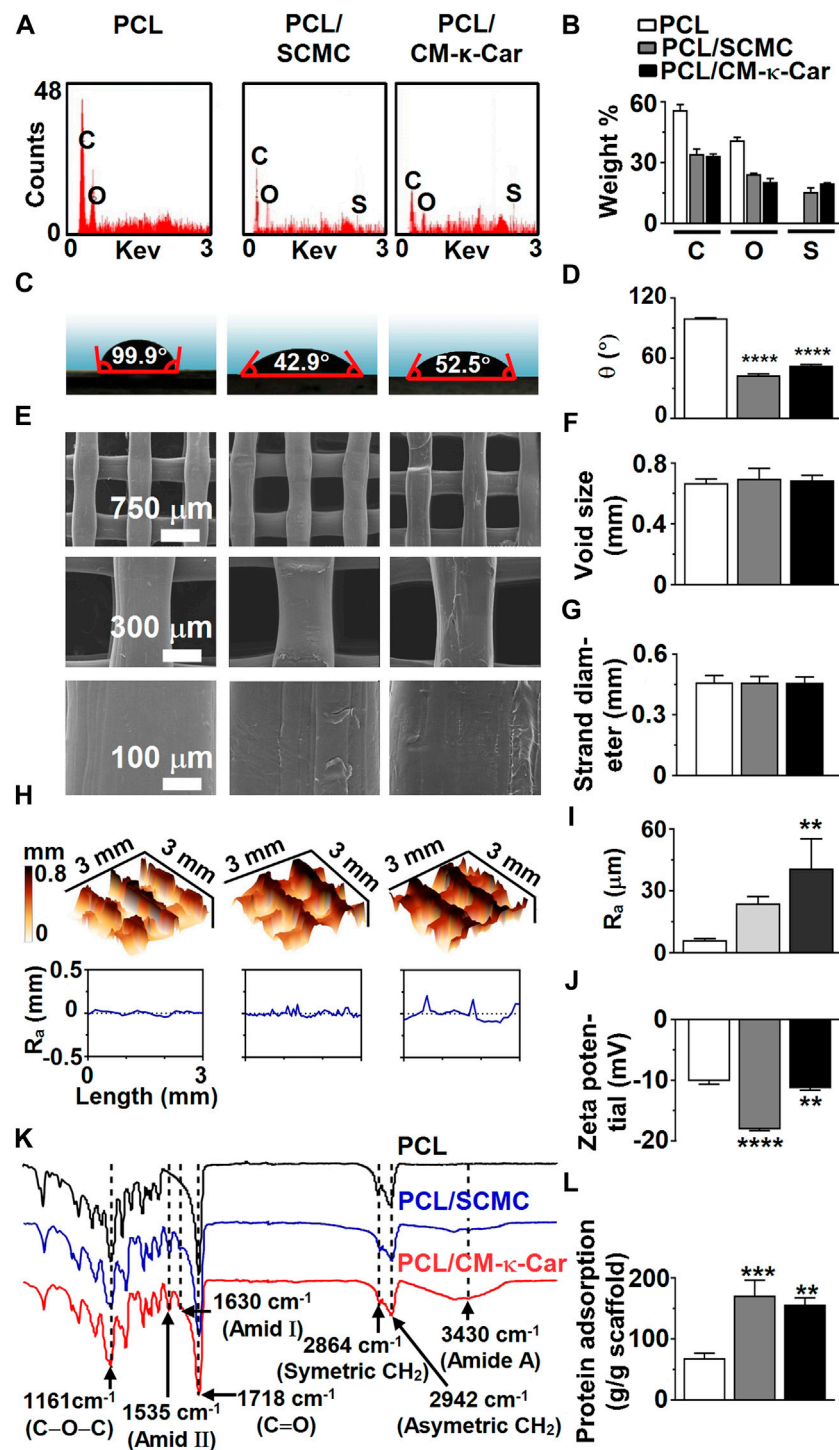 A
PCL
PCL/
SCMC
PCL/
CM-κ-Car
48
Counts
0
C
O
0
Kev
3
C
O
S
0
Kev
3
C
O
S
0
Kev
3
B
PCL
PCL/SCMC
PCL/CM-κ-Car
Weight %
60
30
0
C
O
S
C
99.9°
42.9°
52.5°
D
θ (°)
120
60
0
****
****
E
750 μm
300 μm
100 μm
F
Void size
(mm)
0.8
0.4
0
G
Strand diam-
eter (mm)
0.6
0.3
0
H
mm
0.8
0
3 mm
3 mm
3 mm
3 mm
3 mm
3 mm
Ra (mm)
0.5
0
-0.5
0
3
Length (mm)
I
Ra (μm)
60
30
0
**
J
Zeta poten-
tial (mV)
0
-10
-20
****
**
K
PCL
PCL/SCMC
PCL/CM-κ-Car
1161cm-1
(C–O–C)
1535 cm-1
(Amid II)
1630 cm-1
(Amid I)
1718 cm-1
(C=O)
2864 cm-1
(Symetric CH2)
2942 cm-1
(Asymetric CH2)
3430 cm-1
(Amide A)
L
Protein adsorption
(g/g scaffold)
200
100
0
***
**